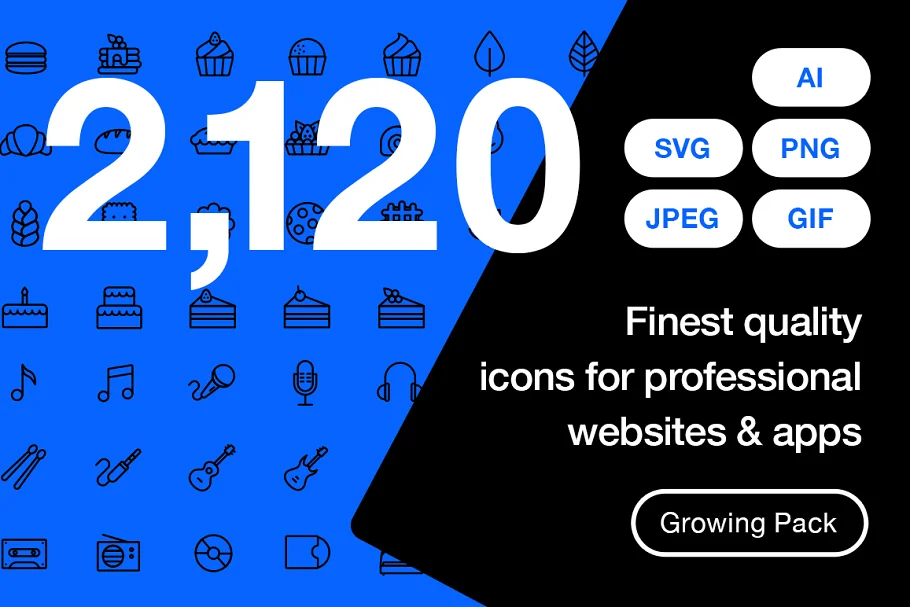 2,120
AI
SVG PNG
JPEG GIF
Finest quality
icons for professional
websites & apps
Growing Pack